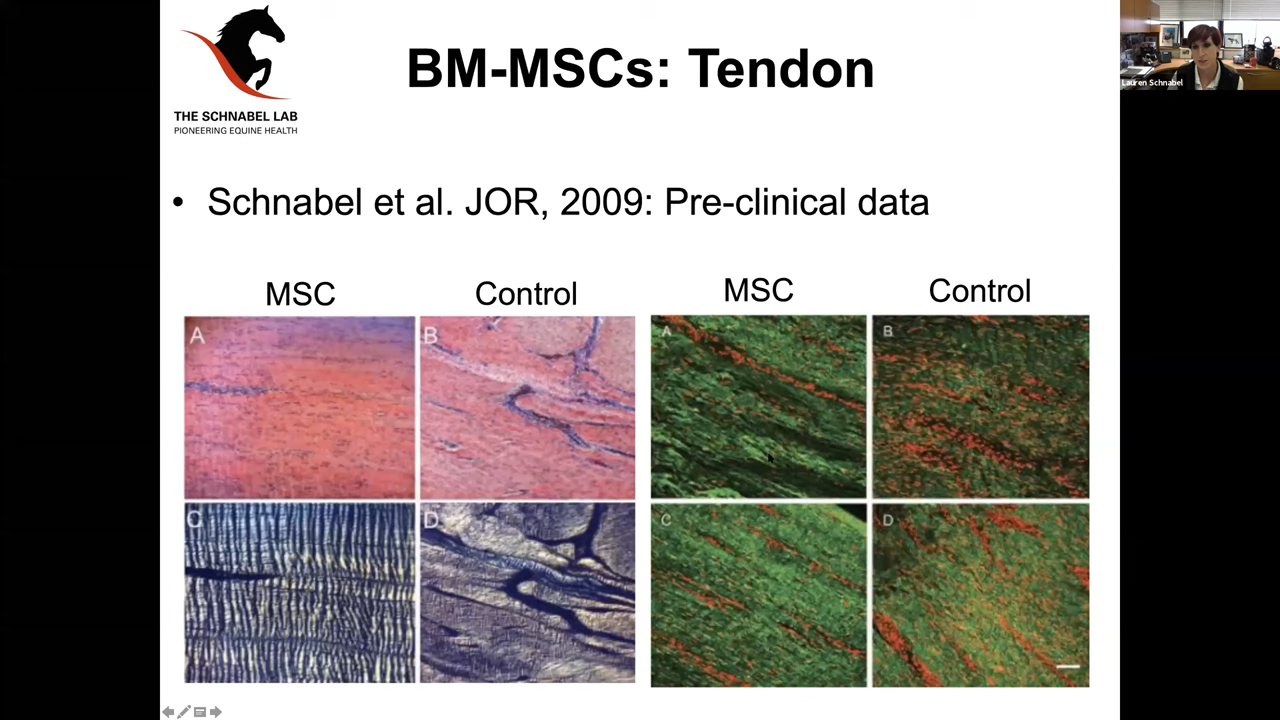 BM-MSCs: Tendon
Lauren Schnabel
THE SCHNABEL LAB
PIONEERING EQUINE HEALTH
• Schnabel et al. JOR, 2009: Pre-clinical data
MSC Control MSC Control
A B A B
C D C D